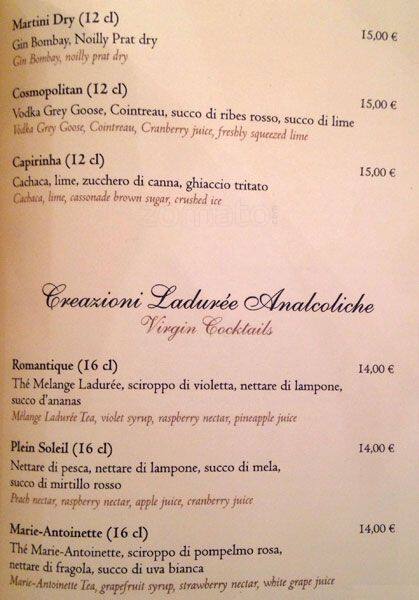 Martini Dry (12 cl) 15,00 €
Gin Bombay, Noilly Prat dry
Gin Bombay, noilly prat dry
Cosmopolitan (12 cl) 15,00 €
Vodka Grey Goose, Cointreau, succo di ribes rosso, succo di lime
Vodka Grey Goose, Cointreau, Cranberry juice, freshly squeezed lime
Capirinha (12 cl) 15,00 €
Cachaca, lime, zucchero di canna, ghiaccio tritato
Cachaca, lime, cassonade brown sugar, crushed ice
zomato.com
Creazioni Ladurée Analcoliche
Virgin Cocktails
Romantique (16 cl) 14,00 €
Thé Melange Ladurée, sciroppo di violetta, nettare di lampone,
succo d'ananas
Mélange Ladurée Tea, violet syrup, raspberry nectar, pineapple juice
Plein Soleil (16 cl) 14,00 €
Nettare di pesca, nettare di lampone, succo di mela,
succo di mirtillo rosso
Peach nectar, raspberry nectar, apple juice, cranberry juice
Marie-Antoinette (16 cl) 14,00 €
Thé Marie-Antoinette, sciroppo di pompelmo rosa,
nettare di fragola, succo di uva bianca
Marie-Antoinette Tea, grapefruit syrup, strawberry nectar, white grape juice